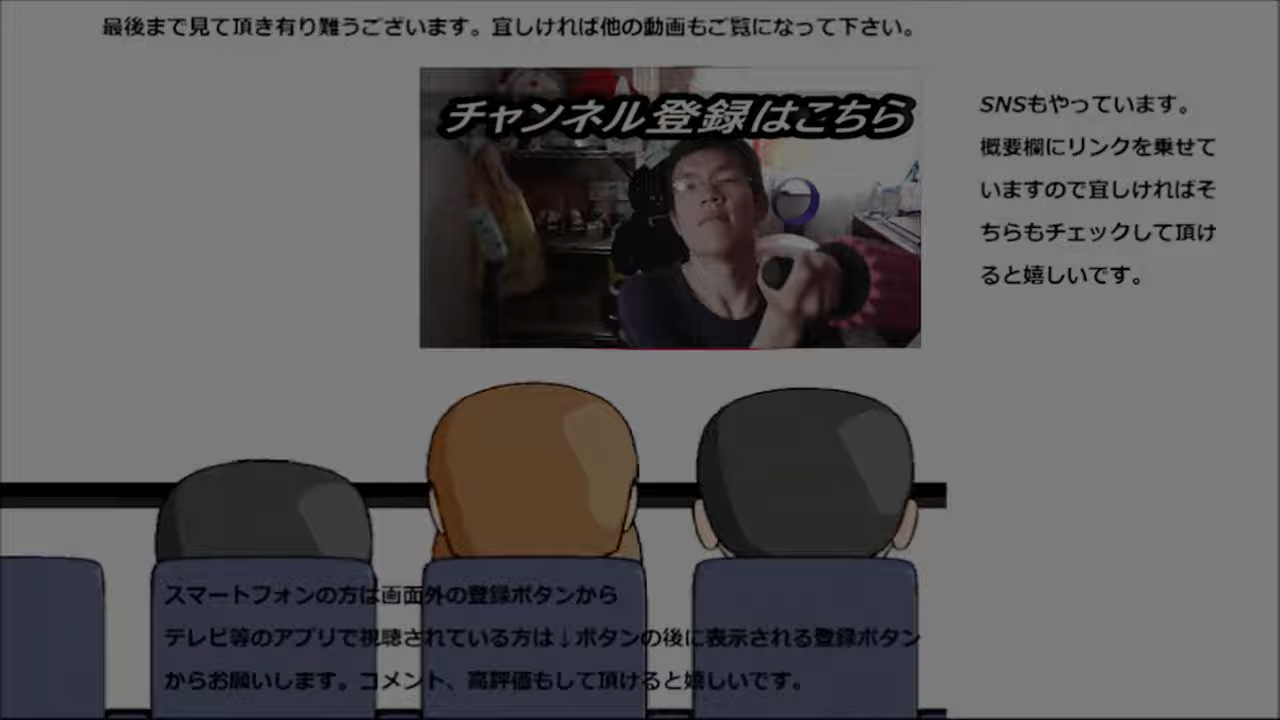 最後まで見て頂き有り難うございます。宜しければ他の動画もご覧になって下さい。
チャンネル登録はこちら
SNSもやっています。
概要欄にリンクを乗せて
いますので宜しければそ
ちらもチェックして頂け
ると嬉しいです。
スマートフォンの方は画面外の登録ボタンから
テレビ等のアプリで視聴されている方は↓ボタンの後に表示される登録ボタン
からお願いします。コメント、高評価もして頂けると嬉しいです。